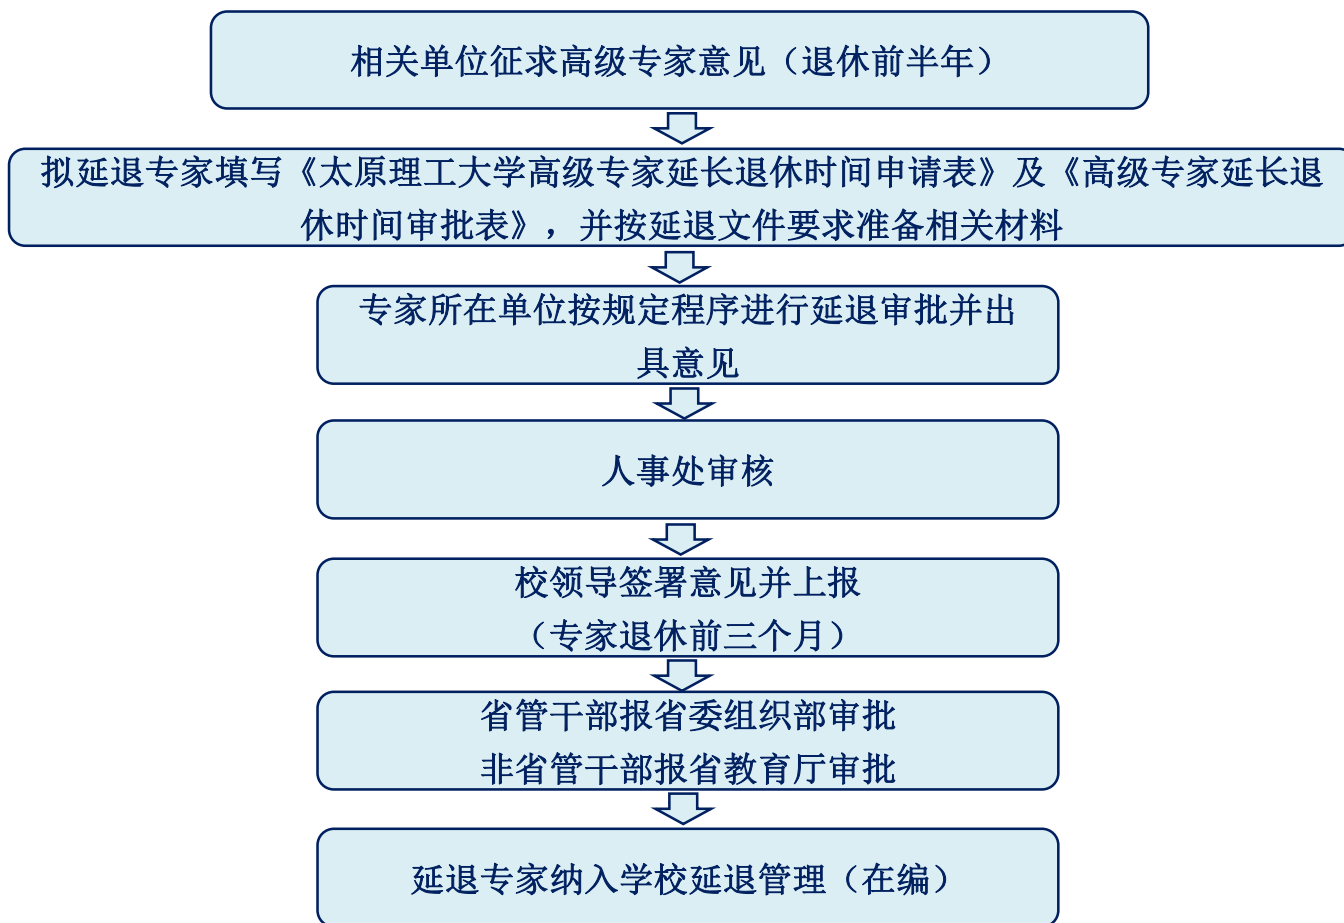 相关单位征求高级专家意见（退休前半年）
拟延退专家填写《太原理工大学高级专家延长退休时间申请表》及《高级专家延长退
休时间审批表》，并按延退文件要求准备相关材料
专家所在单位按规定程序进行延退审批并出
具意见
人事处审核
校领导签署意见并上报
（专家退休前三个月）
省管干部报省委组织部审批
非省管干部报省教育厅审批
延退专家纳入学校延退管理（在编）